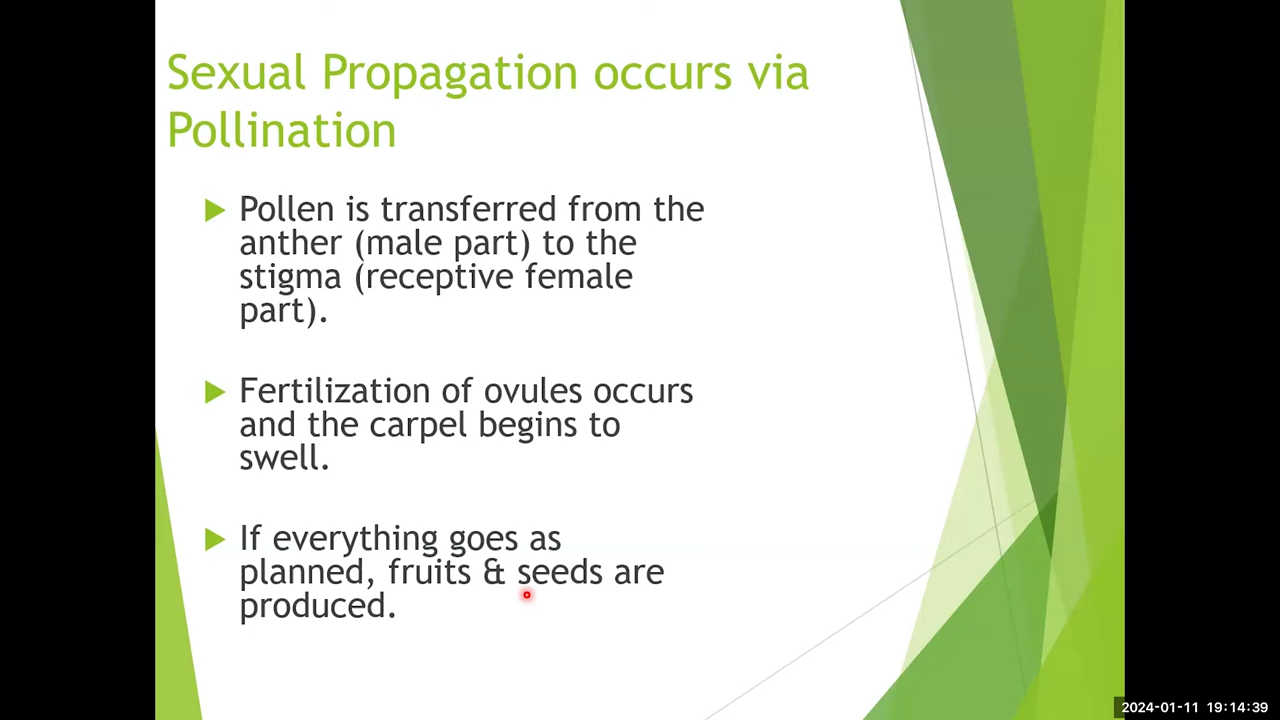 Sexual Propagation occurs via
Pollination
Pollen is transferred from the
anther (male part) to the
stigma (receptive female
part).
Fertilization of ovules occurs
and the carpel begins to
swell.
If everything goes as
planned, fruits & seeds are
produced.
2024-01-11 19:14:39